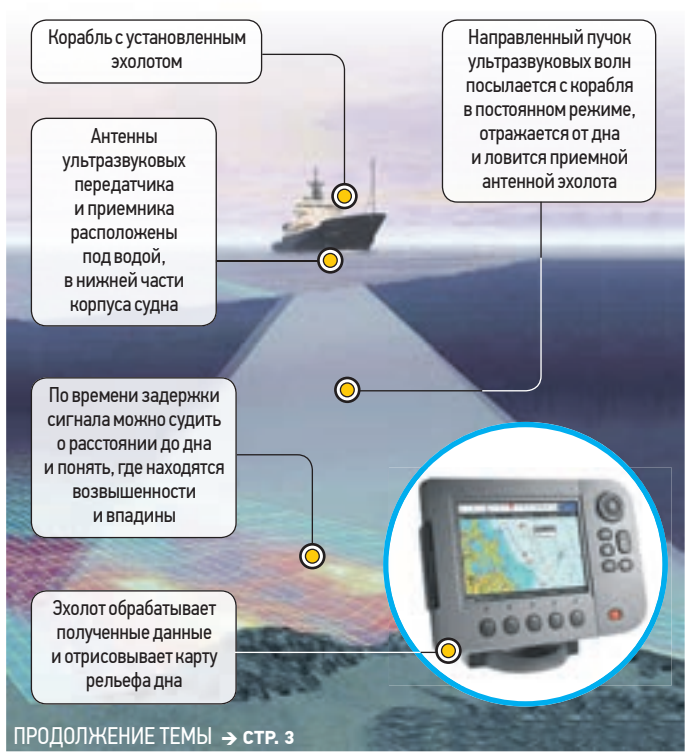 Корабль с установленным
эхолотом
Антенны
ультразвуковых
передатчика
и приемника
расположены
под водой,
в нижней части
корпуса судна
Направленный пучок
ультразвуковых волн
посылается с корабля
в постоянном режиме,
отражается от дна
и ловится приемной
антенной эхолота
По времени задержки
сигнала можно судить
о расстоянии до дна
и понять, где находятся
возвышенности
и впадины
Эхолот обрабатывает
полученные данные
и отрисовывает карту
рельефа дна
ПРОДОЛЖЕНИЕ ТЕМЫ → СТР. 3